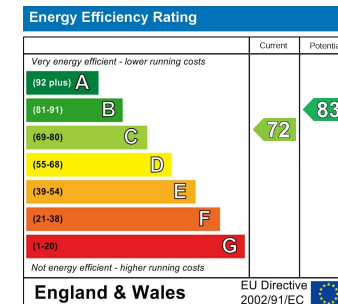 Energy Efficiency Rating
Current Potentia
Very energy efficient - lower running costs
(92 plus) A
(81-91) B
83
(69-80) C
72
(55-68) D
(39-54) E
(21-38) F
(1-20) G
Not energy efficient - higher running costs
England & Wales
EU Directive
2002/91/EC